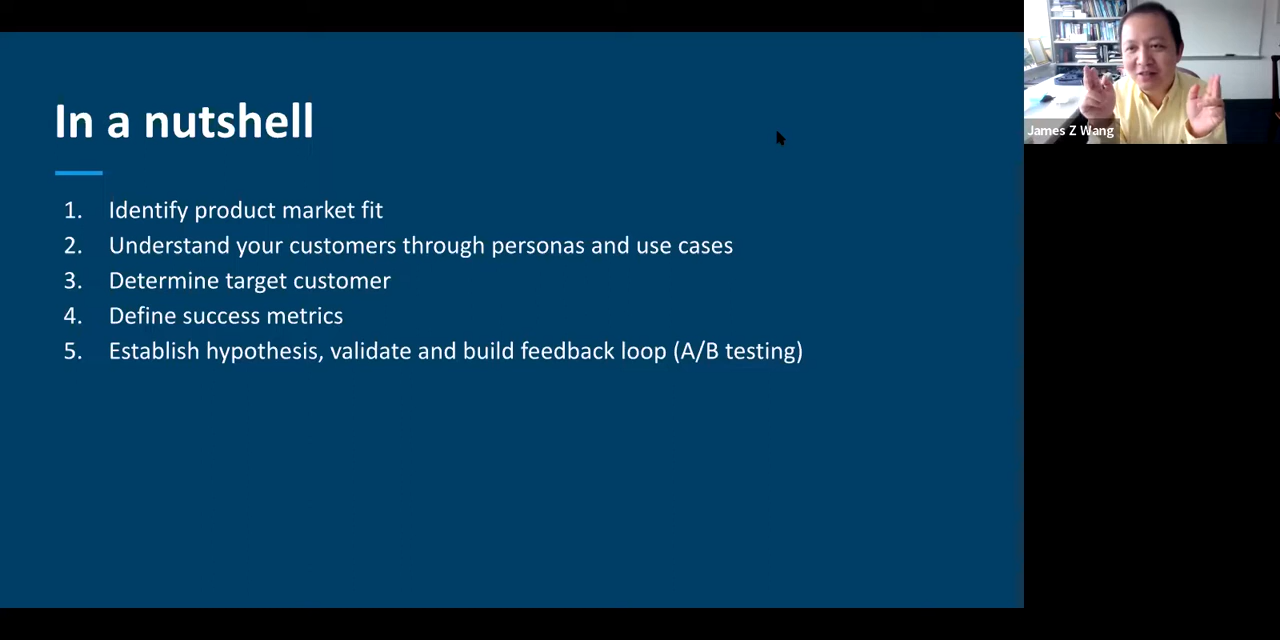 In a nutshell
1. Identify product market fit
2. Understand your customers through personas and use cases
3. Determine target customer
4. Define success metrics
5. Establish hypothesis, validate and build feedback loop (A/B testing)
James Z Wang